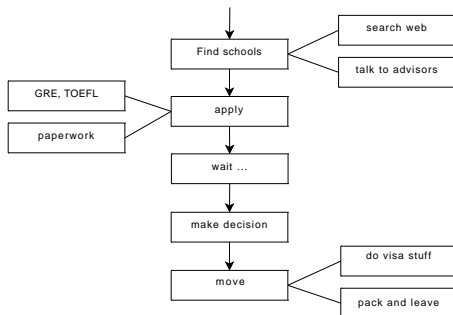 search web
Find schools
talk to advisors
GRE, TOEFL
apply
paperwork
wait ...
make decision
do visa stuff
move
pack and leave